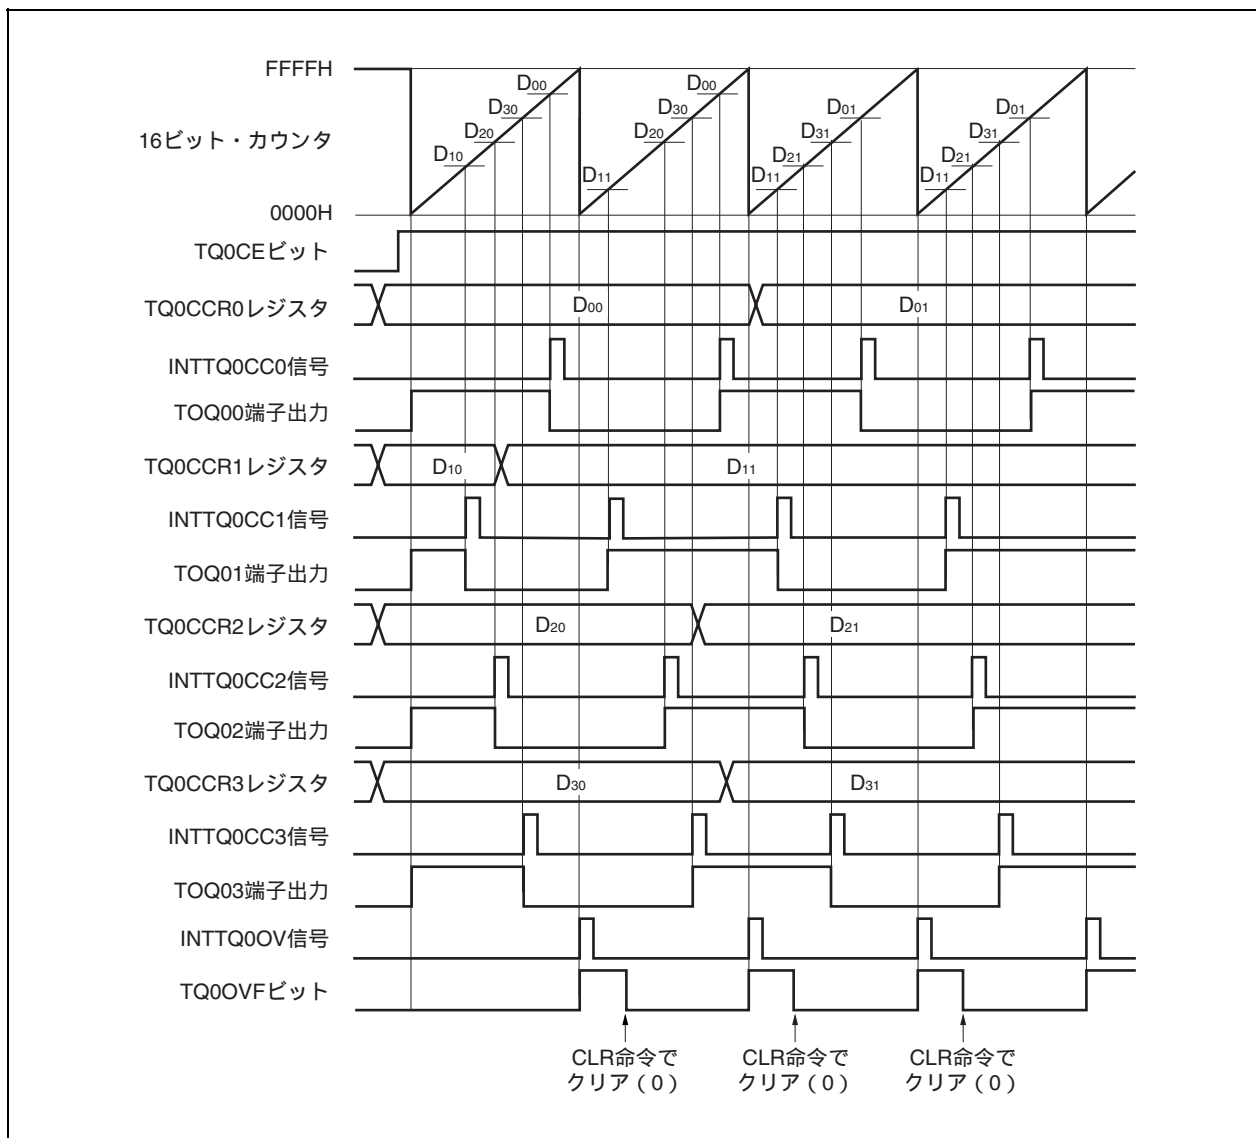 FFFFH
16ビット・カウンタ
0000H
D10
D20
D30
D00
D11
D20
D30
D00
D11
D21
D31
D01
D11
D21
D31
D01
TQ0CEビット
TQ0CCR0レジスタ
D00
D01
INTTQ0CC0信号
TOQ00端子出力
TQ0CCR1レジスタ
D10
D11
INTTQ0CC1信号
TOQ01端子出力
TQ0CCR2レジスタ
D20
D21
INTTQ0CC2信号
TOQ02端子出力
TQ0CCR3レジスタ
D30
D31
INTTQ0CC3信号
TOQ03端子出力
INTTQ0OV信号
TQ0OVFビット
CLR命令で
クリア（0）
CLR命令で
クリア（0）
CLR命令で
クリア（0）